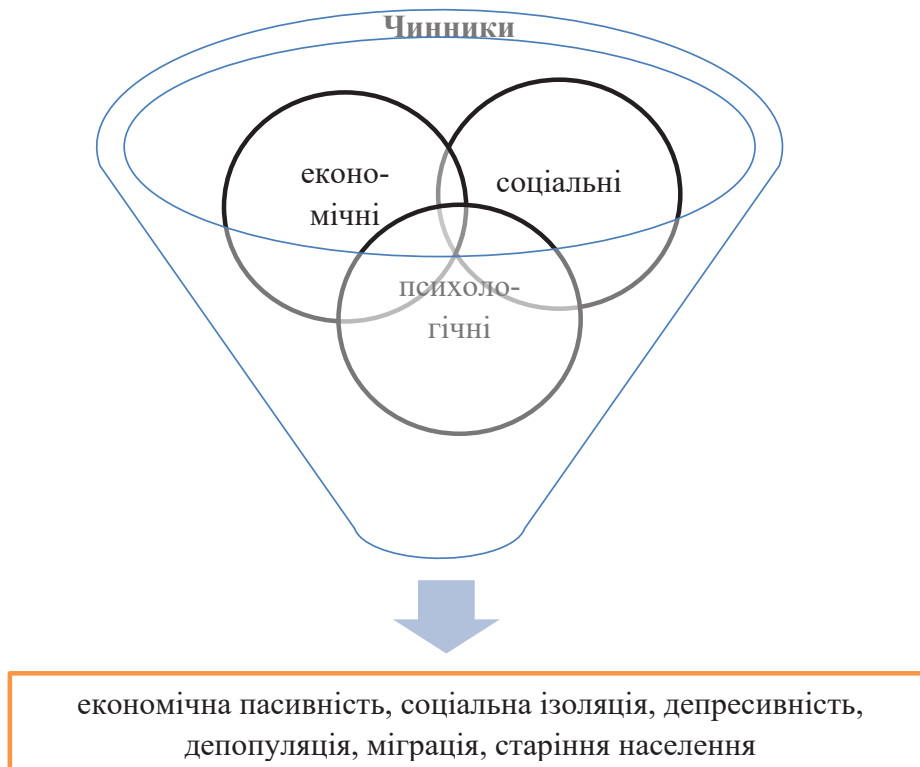 Чинники
еконо-
мічні
соціальні
психоло-
гічні
економічна пасивність, соціальна ізоляція, депресивність,
депопуляція, міграція, старіння населення